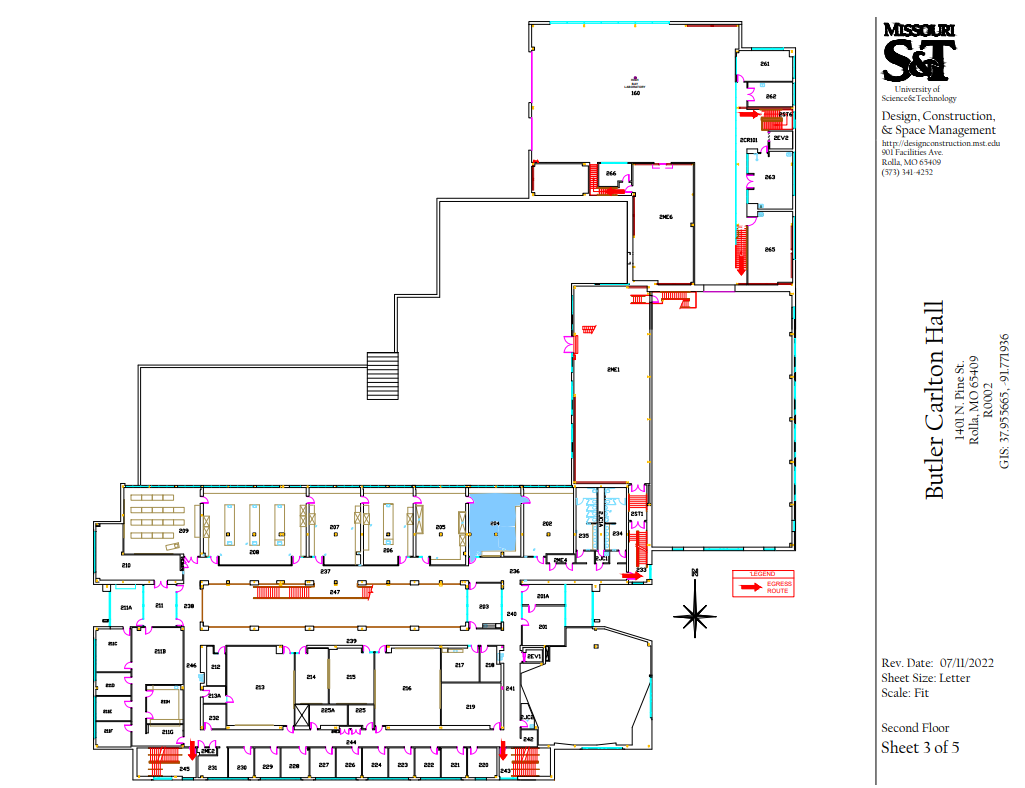 MISSOURI
S&T
University of
Science&Technology
Design, Construction,
& Space Management
http://designconstruction.mst.edu
901 Facilities Ave.
Rolla, MO 65409
(573) 341-4252
Butler Carlton Hall
1401 N. Pine St.
Rolla, MO 65409
R0002
GIS: 37.955665, -91.771936
Rev. Date: 07/11/2022
Sheet Size: Letter
Scale: Fit
Second Floor
Sheet 3 of 5
LABORATORY
160
261
262
2ST6
2CR101
2EV2
263
266
2ME6
265
2ME1
209
208
207
206
205
204
202
235
234
2ST1
210
237
236
2ME4
2JC1
233
211A
211
238
247
203
240
201A
201
239
211C
211B
246
212
213
214
215
216
217
218
2EV1
211D
211H
213A
241
211E
219
232
225A
225
2JC2
211F
211G
242
244
2ME2
245
231
230
229
228
227
226
224
223
222
221
220
243
N
"LEGEND
EGRESS
ROUTE